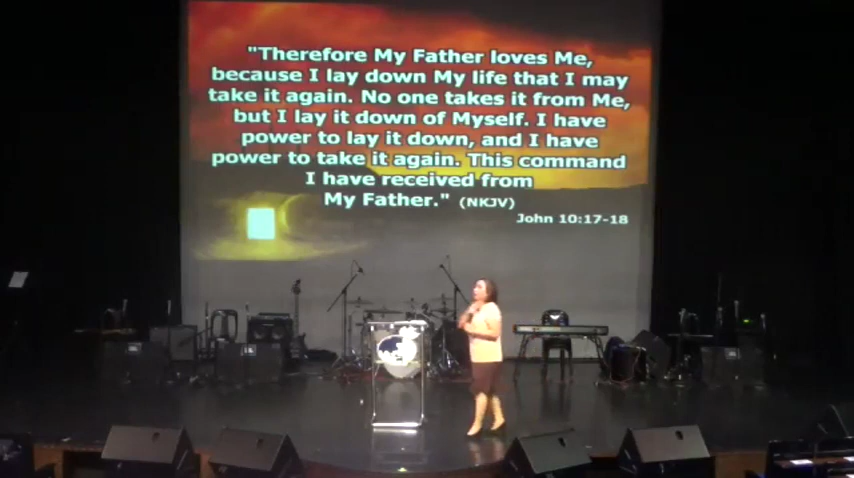 "Therefore My Father loves Me,
because I lay down My life that I may
take it again. No one takes it from Me,
but I lay it down of Myself. I have
power to lay it down, and I have
power to take it again. This command
I have received from
My Father." (NKJV)
John 10:17-18